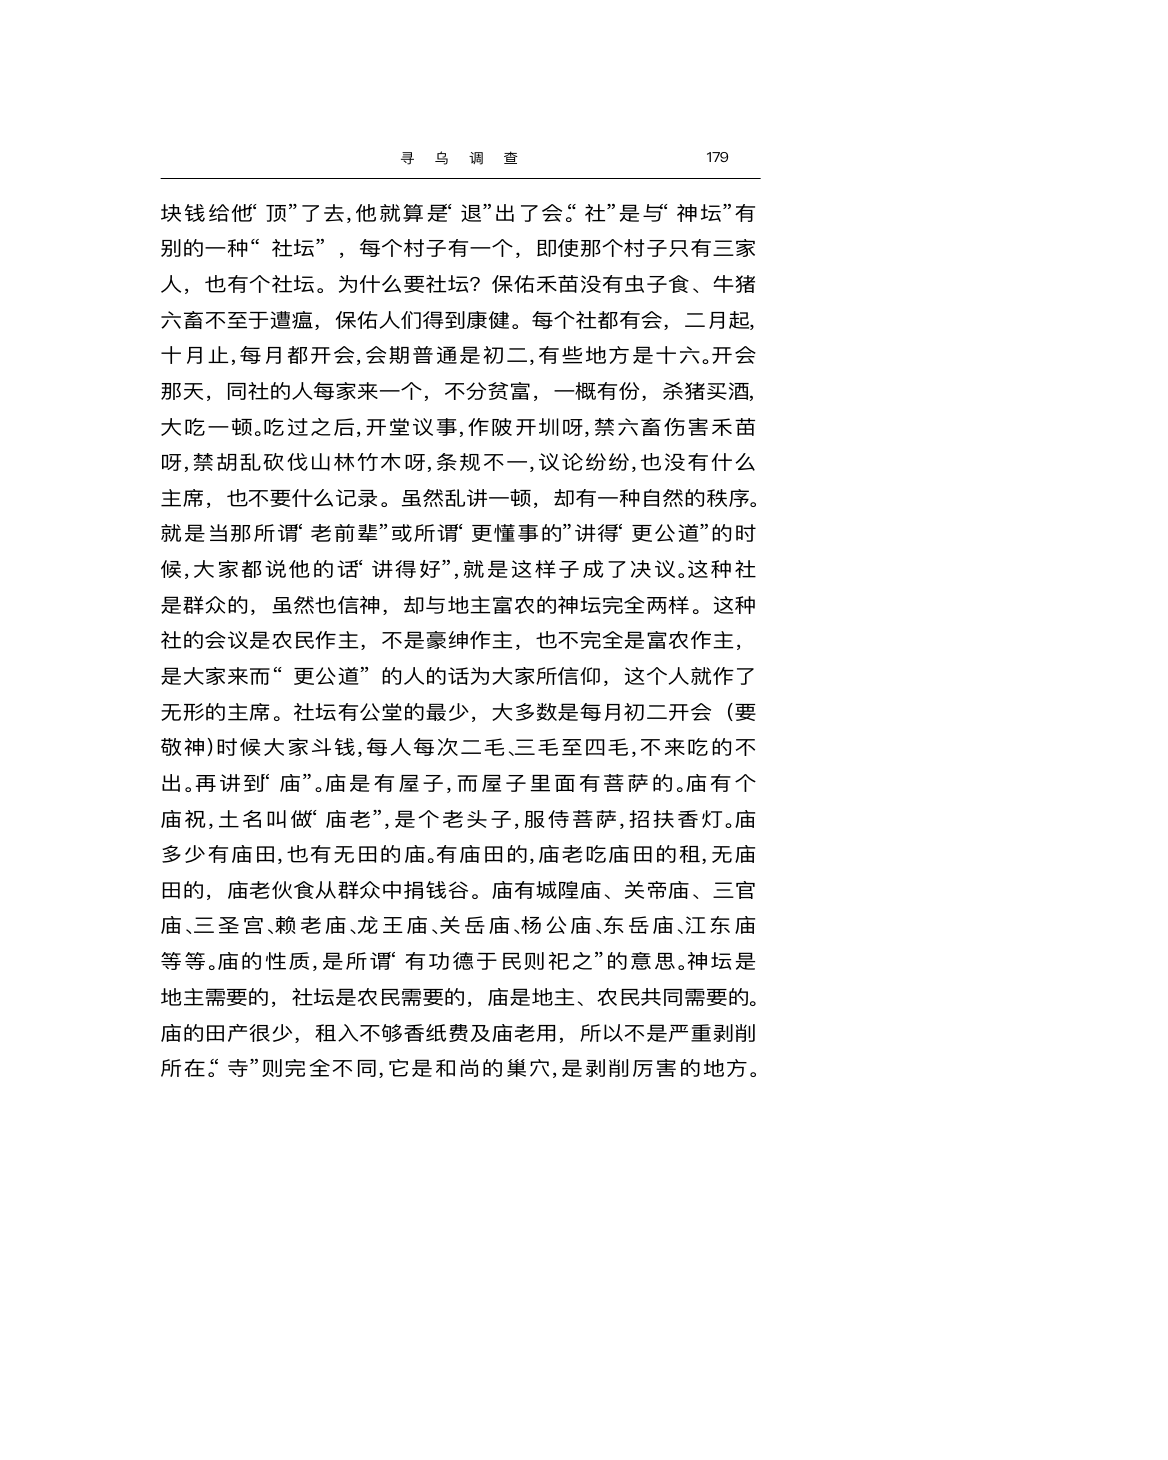 寻乌调查 179
块钱给他“顶”了去,他就算是“退”出了会。“社”是与“神坛”有
别的一种“社坛”，每个村子有一个，即使那个村子只有三家
人，也有个社坛。为什么要社坛？保佑禾苗没有虫子食、牛猪
六畜不至于遭瘟，保佑人们得到康健。每个社都有会，二月起,
十月止,每月都开会,会期普通是初二,有些地方是十六。开会
那天，同社的人每家来一个，不分贫富，一概有份，杀猪买酒,
大吃一顿。吃过之后,开堂议事,作陂开圳呀,禁六畜伤害禾苗
呀,禁胡乱砍伐山林竹木呀,条规不一,议论纷纷,也没有什么
主席，也不要什么记录。虽然乱讲一顿，却有一种自然的秩序。
就是当那所谓“老前辈”或所谓“更懂事的”讲得“更公道”的时
候,大家都说他的话“讲得好”,就是这样子成了决议。这种社
是群众的，虽然也信神，却与地主富农的神坛完全两样。这种
社的会议是农民作主，不是豪绅作主，也不完全是富农作主，
是大家来而“更公道”的人的话为大家所信仰，这个人就作了
无形的主席。社坛有公堂的最少，大多数是每月初二开会（要
敬神)时候大家斗钱,每人每次二毛、三毛至四毛,不来吃的不
出。再讲到“庙”。庙是有屋子,而屋子里面有菩萨的。庙有个
庙祝,土名叫做“庙老”,是个老头子,服侍菩萨,招扶香灯。庙
多少有庙田,也有无田的庙。有庙田的,庙老吃庙田的租,无庙
田的，庙老伙食从群众中捐钱谷。庙有城隍庙、关帝庙、三官
庙、三圣宫、赖老庙、龙王庙、关岳庙、杨公庙、东岳庙、江东庙
等等。庙的性质,是所谓“有功德于民则祀之”的意思。神坛是
地主需要的，社坛是农民需要的，庙是地主、农民共同需要的。
庙的田产很少，租入不够香纸费及庙老用，所以不是严重剥削
所在。“寺”则完全不同,它是和尚的巢穴,是剥削厉害的地方。